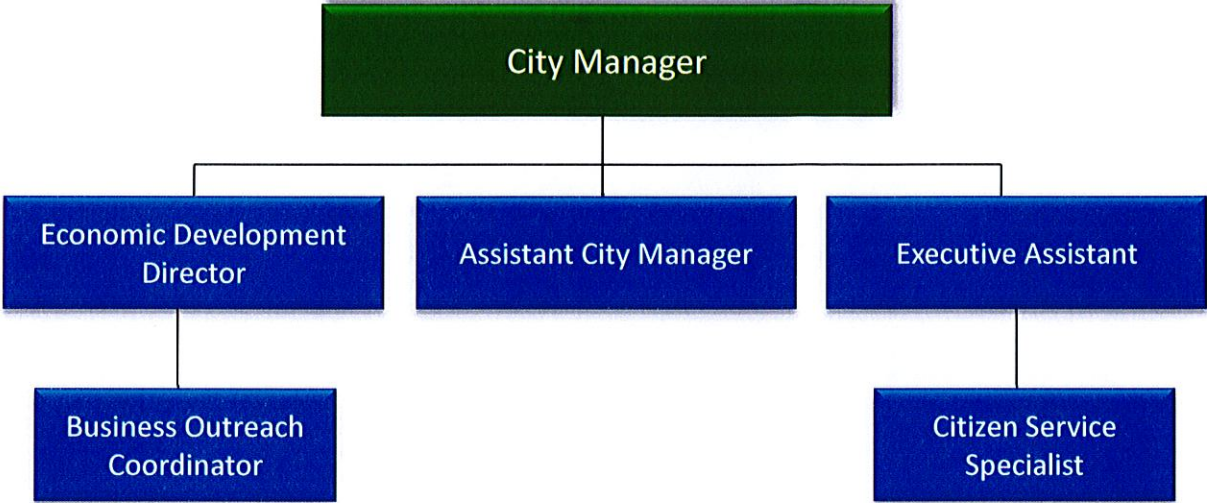 City Manager
Economic Development
Director
Assistant City Manager
Executive Assistant
Business Outreach
Coordinator
Citizen Service
Specialist